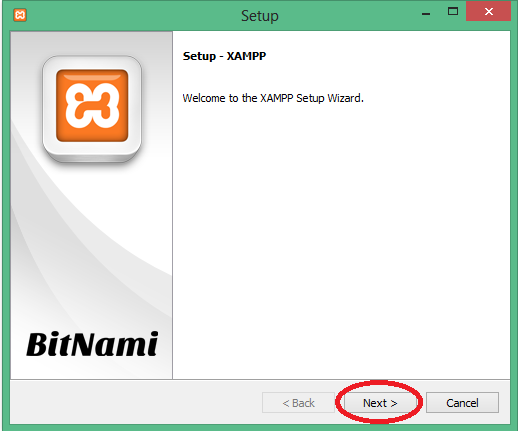 Setup
Setup - XAMPP
Welcome to the XAMPP Setup Wizard.
BitNami
< Back
Next >
Cancel